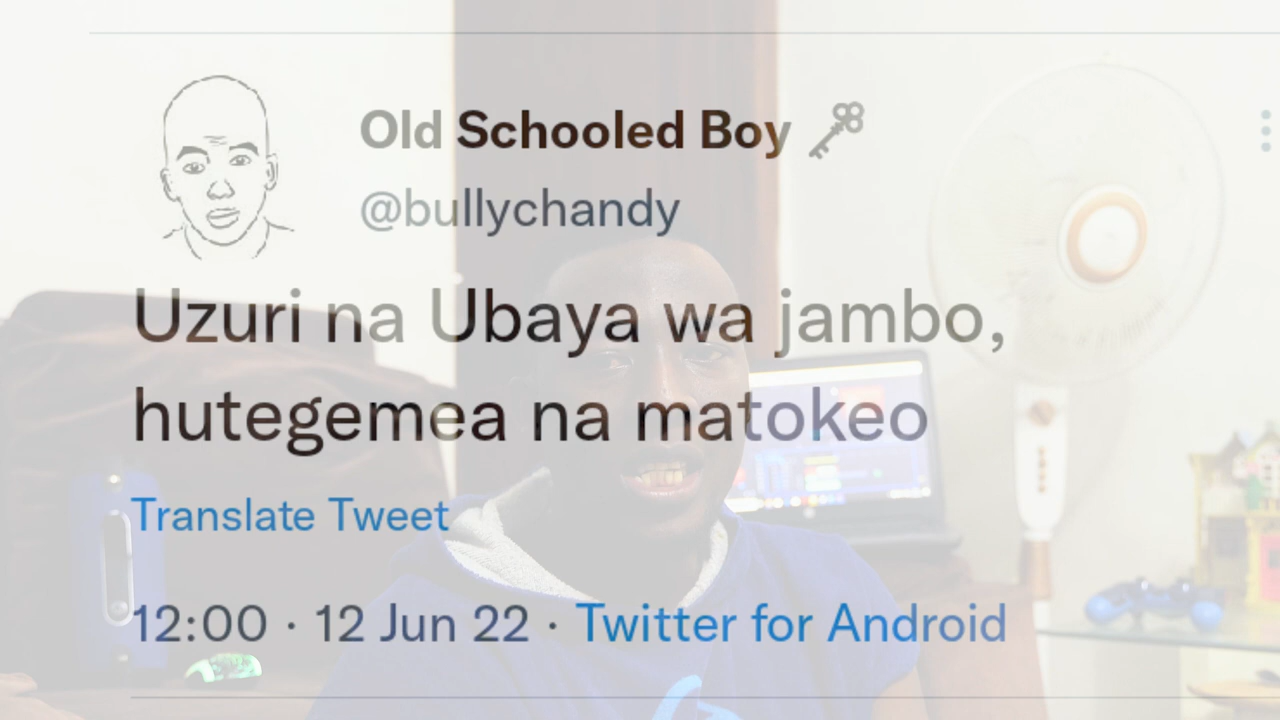 Old Schooled Boy 🗝
@bullychandy
Uzuri na Ubaya wa jambo,
hutegemea na matokeo
Translate Tweet
12:00 · 12 Jun 22 · Twitter for Android